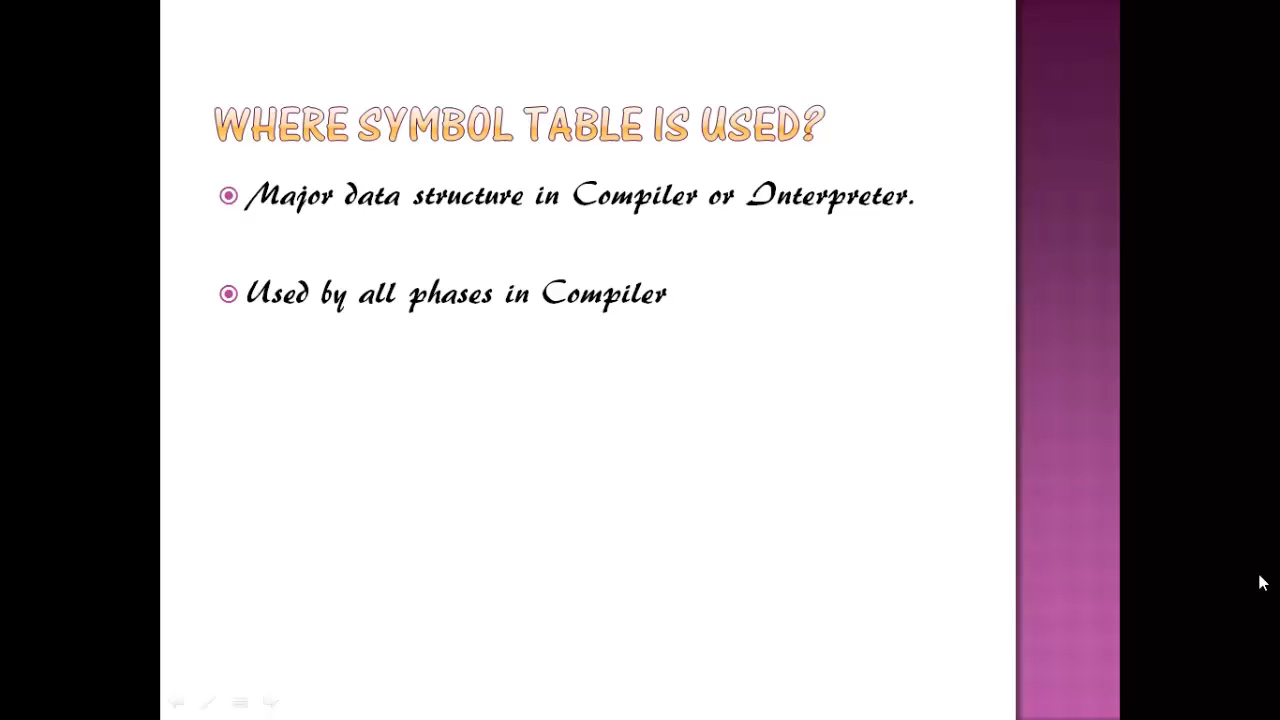 WHERE SYMBOL TABLE IS USED?
Major data structure in Compiler or Interpreter.
Used by all phases in Compiler